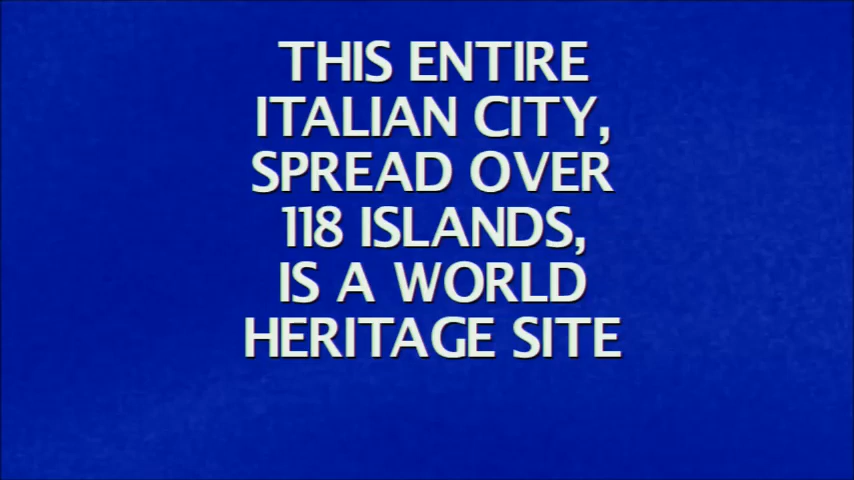 THIS ENTIRE
ITALIAN CITY,
SPREAD OVER
118 ISLANDS,
IS A WORLD
HERITAGE SITE